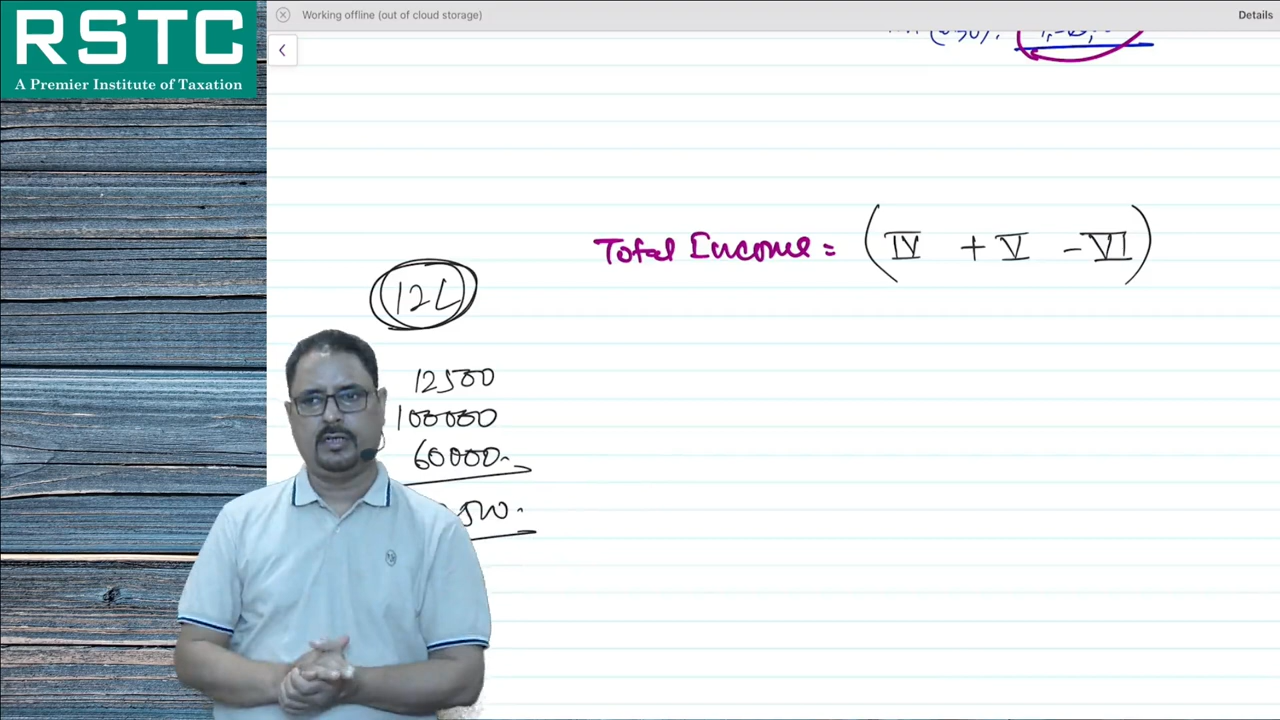 RSTC
A Premier Institute of Taxation
Working offline (out of cloud storage)
Details
Total Income = (IV + V - VI)
12L
12500
100000
60000